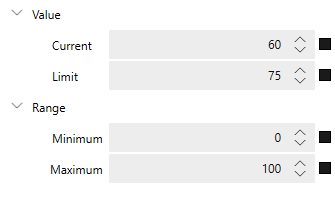 Value
Current 60
Limit 75
Range
Minimum 0
Maximum 100